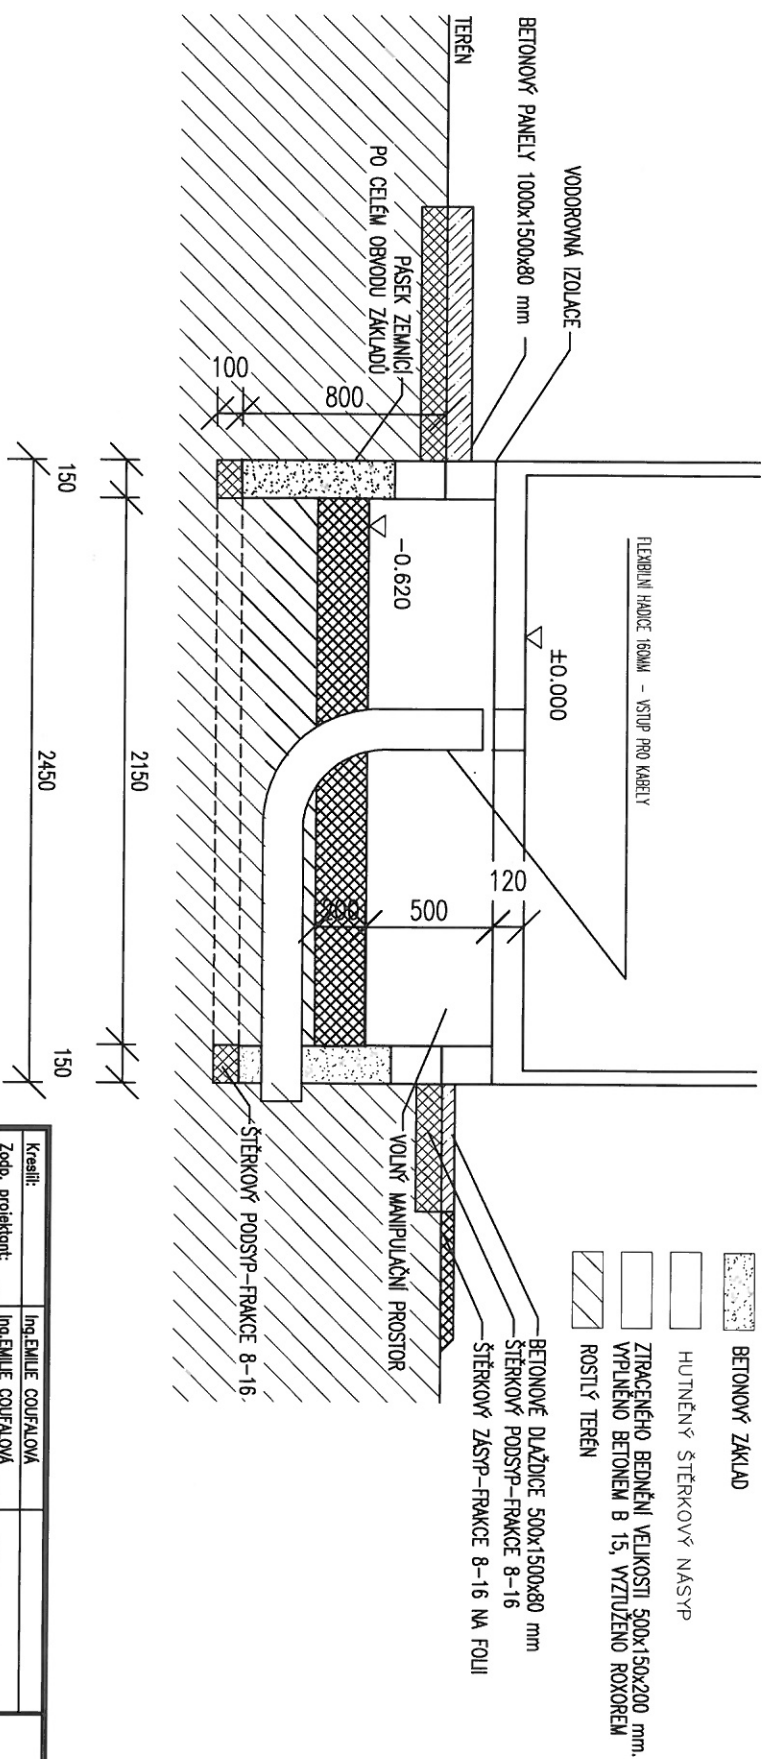 TERÉN
BETONOVÝ PANELY 1000x1500x80 mm
VODOROVNÁ IZOLACE
PÁSEK ZEMNÍCÍ
PO CELÉM OBVODU ZÁKLADŮ
100
800
-0.620
±0.000
FLEXIBILNÍ HADICE 160MM - VSTUP PRO KABELY
120
500
200
150
2150
150
2450
VOLNÝ MANIPULAČNÍ PROSTOR
ŠTĚRKOVÝ PODSYP-FRAKCE 8-16
BETONOVÉ DLAŽDICE 500x1500x80 mm
ŠTĚRKOVÝ PODSYP-FRAKCE 8-16
ŠTĚRKOVÝ ZÁSYP-FRAKCE 8-16 NA FOLII
BETONOVÝ ZÁKLAD
HUTNĚNÝ ŠTĚRKOVÝ NÁSYP
ZTRACENÉHO BEDNĚNÍ VELIKOSTI 500x150x200 mm.
VYPLNĚNO BETONEM B 15, VYZTUŽENO ROXOREM
ROSTLÝ TERÉN
Kreslil: Ing.EMILIE COUFALOVÁ
Zodp. projektant: Ing.EMILIE COUFALOVÁ